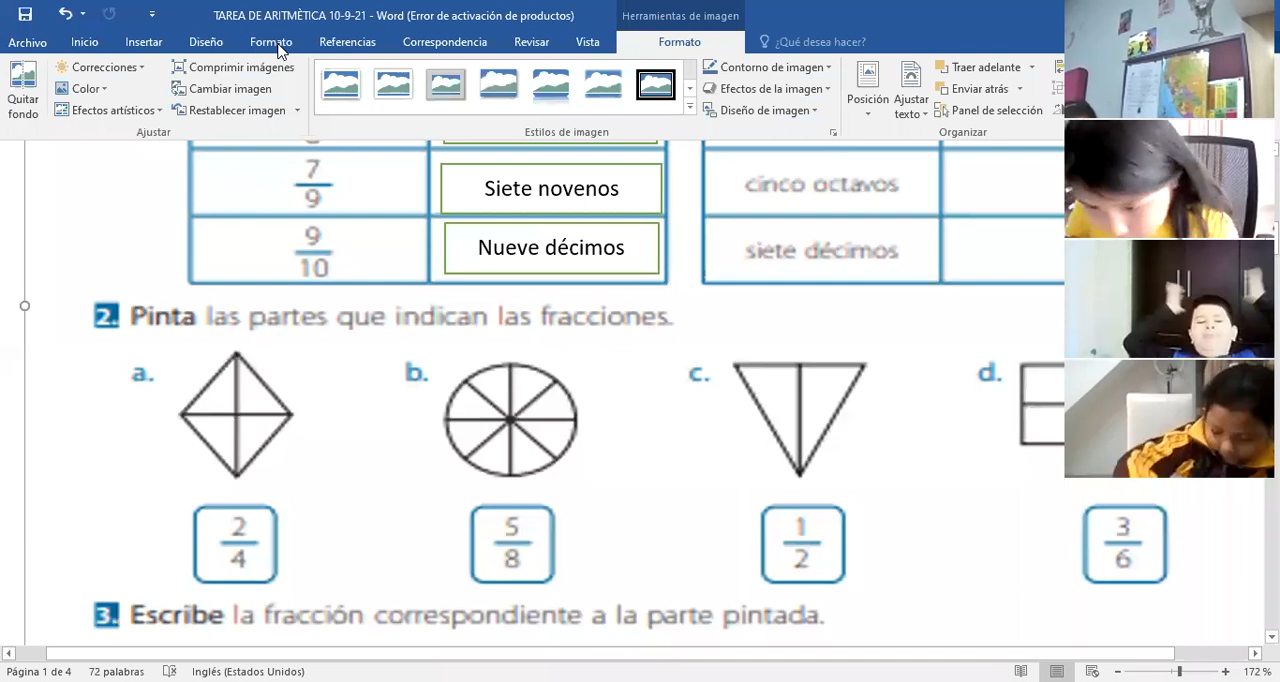 TAREA DE ARITMÈTICA 10-9-21 - Word (Error de activación de productos)
Herramientas de imagen
Archivo Inicio Insertar Diseño Formato Referencias Correspondencia Revisar Vista Formato ¿Qué desea hacer?
Quitar fondo
Correcciones
Color
Efectos artísticos
Comprimir imágenes
Cambiar imagen
Restablecer imagen
Ajustar
Estilos de imagen
Contorno de imagen
Efectos de la imagen
Diseño de imagen
Posición
Ajustar texto
Traer adelante
Enviar atrás
Panel de selección
Organizar
7/9 Siete novenos cinco octavos
9/10 Nueve décimos siete décimos
2. Pinta las partes que indican las fracciones.
a. b. c. d.
2/4 5/8 1/2 3/6
3. Escribe la fracción correspondiente a la parte pintada.
Página 1 de 4 72 palabras Inglés (Estados Unidos) 172 %